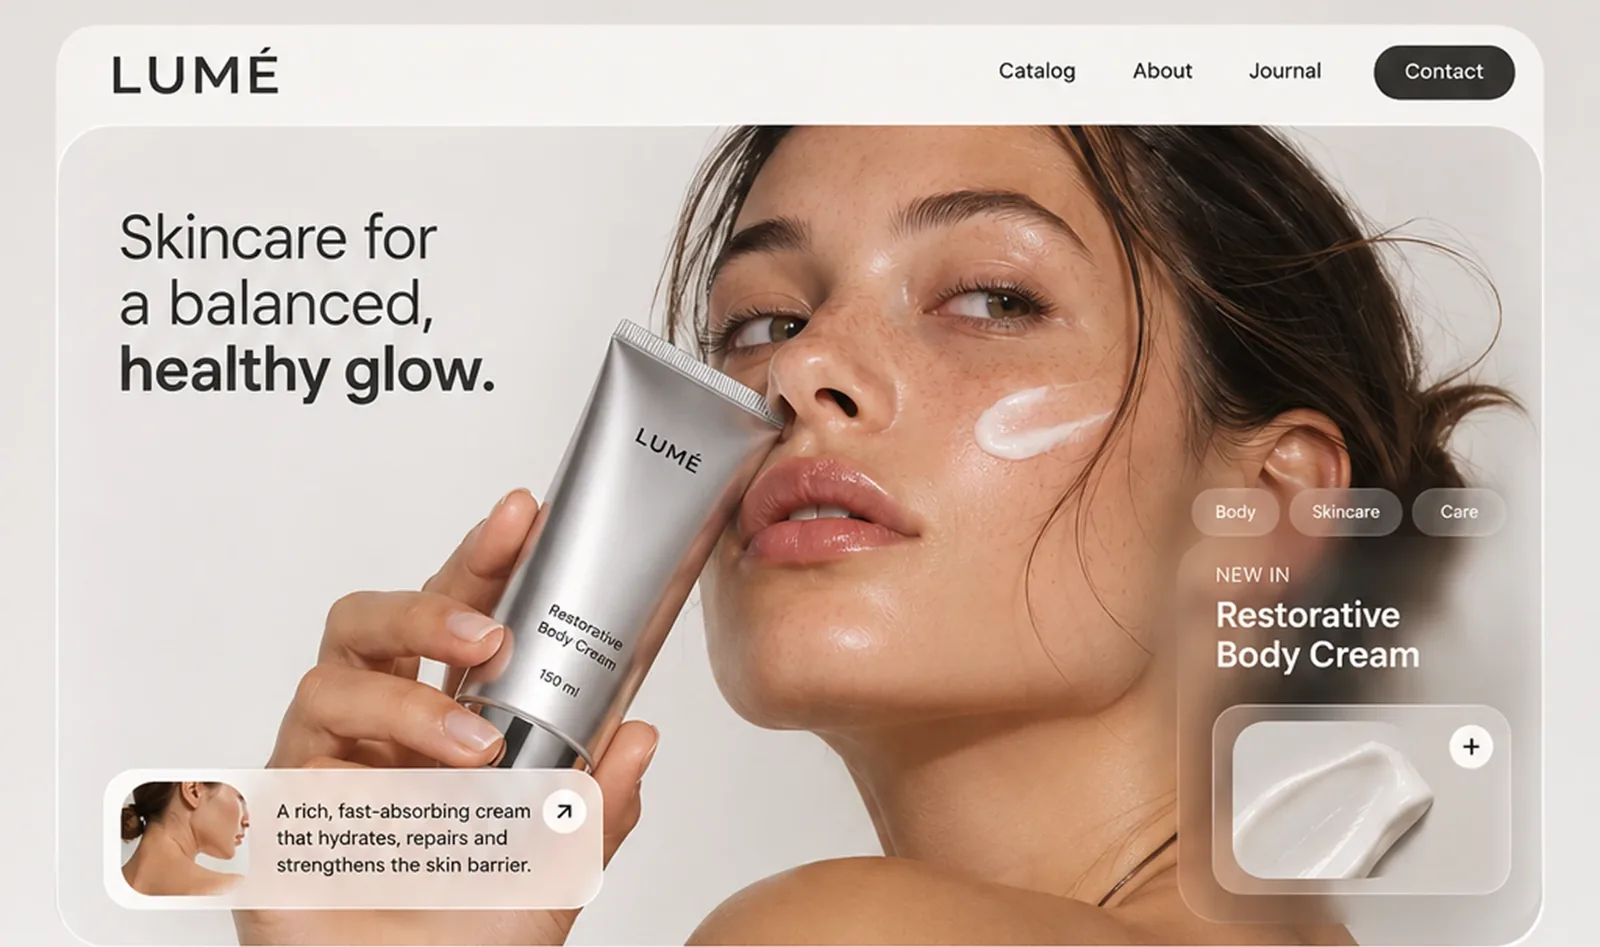 LUMÉ
Catalog
About
Journal
Contact
Skincare for
a balanced,
healthy glow.
LUMÉ
Restorative
Body Cream
150 ml
A rich, fast-absorbing cream
that hydrates, repairs and
strengthens the skin barrier.
Body
Skincare
Care
NEW IN
Restorative
Body Cream